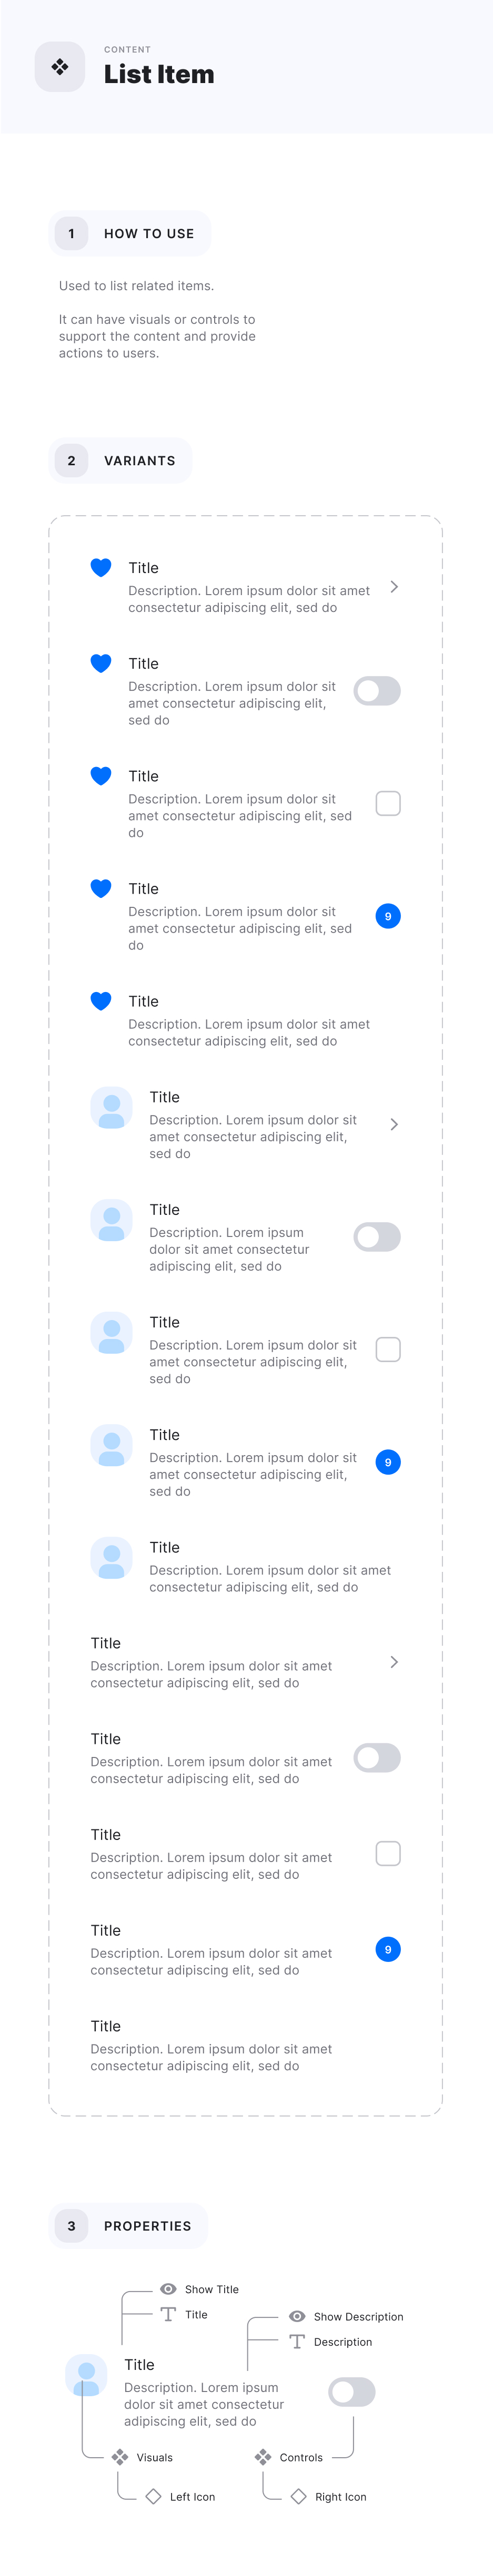 CONTENT
List Item
1
HOW TO USE
Used to list related items.
It can have visuals or controls to
support the content and provide
actions to users.
2
VARIANTS
Title
Description. Lorem ipsum dolor sit amet
consectetur adipiscing elit, sed do
Title
Description. Lorem ipsum dolor sit
amet consectetur adipiscing elit,
sed do
Title
Description. Lorem ipsum dolor sit
amet consectetur adipiscing elit, sed
do
Title
Description. Lorem ipsum dolor sit
amet consectetur adipiscing elit, sed
do
9
Title
Description. Lorem ipsum dolor sit amet
consectetur adipiscing elit, sed do
Title
Description. Lorem ipsum dolor sit
amet consectetur adipiscing elit,
sed do
Title
Description. Lorem ipsum
dolor sit amet consectetur
adipiscing elit, sed do
Title
Description. Lorem ipsum dolor sit
amet consectetur adipiscing elit,
sed do
Title
Description. Lorem ipsum dolor sit
amet consectetur adipiscing elit,
sed do
9
Title
Description. Lorem ipsum dolor sit amet
consectetur adipiscing elit, sed do
Title
Description. Lorem ipsum dolor sit amet
consectetur adipiscing elit, sed do
Title
Description. Lorem ipsum dolor sit amet
consectetur adipiscing elit, sed do
Title
Description. Lorem ipsum dolor sit amet
consectetur adipiscing elit, sed do
Title
Description. Lorem ipsum dolor sit amet
consectetur adipiscing elit, sed do
9
Title
Description. Lorem ipsum dolor sit amet
consectetur adipiscing elit, sed do
3
PROPERTIES
Show Title
Title
Show Description
Description
Title
Description. Lorem ipsum
dolor sit amet consectetur
adipiscing elit, sed do
Visuals
Controls
Left Icon
Right Icon